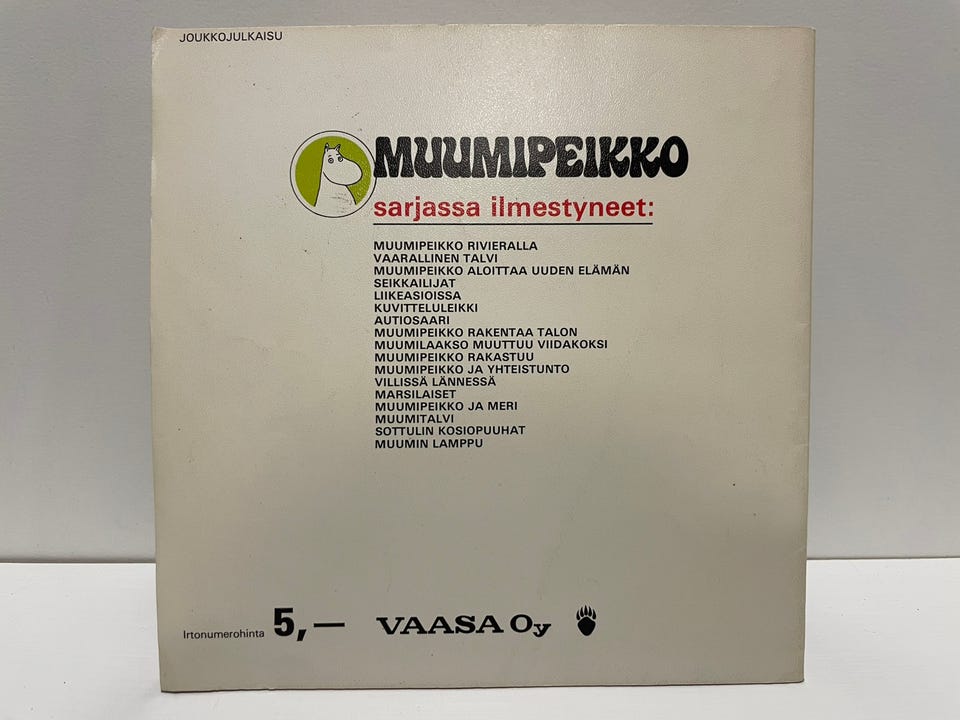 JOUKKOJULKAISU
MUUMIPEIKKO
sarjassa ilmestyneet:
MUUMIPEIKKO RIVIERALLA
VAARALLINEN TALVI
MUUMIPEIKKO ALOITTAA UUDEN ELÄMÄN
SEIKKAILIJAT
LIIKEASIOISSA
KUVITTELULEIKKI
AUTIOSAARI
MUUMIPEIKKO RAKENTAA TALON
MUUMILAAKSO MUUTTUU VIIDAKOKSI
MUUMIPEIKKO RAKASTUU
MUUMIPEIKKO JA YHTEISTUNTO
VILLISSÄ LÄNNESSÄ
MARSILAISET
MUUMIPEIKKO JA MERI
MUUMITALVI
SOTTULIN KOSIOPUUHAT
MUUMIN LAMPPU
Irtonumerohinta 5,— VAASA Oy